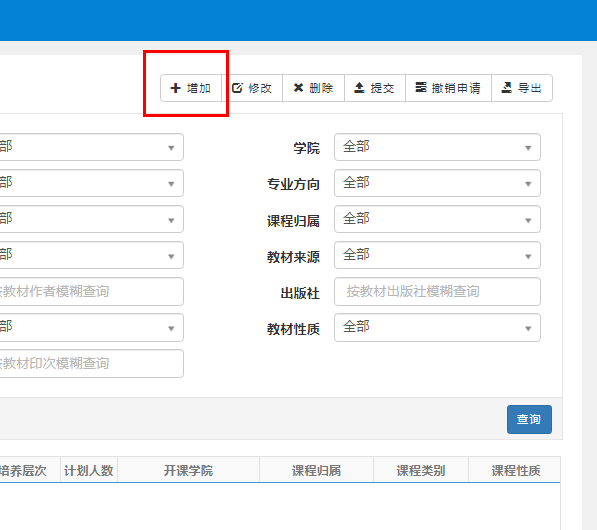 增加 修改 删除 提交 撤销申请 导出
部 学院 全部
部 专业方向 全部
部 课程归属 全部
部 教材来源 全部
按教材作者模糊查询 出版社 按教材出版社模糊查询
部 教材性质 全部
按教材印次模糊查询
查询
培养层次 计划人数 开课学院 课程归属 课程类别 课程性质